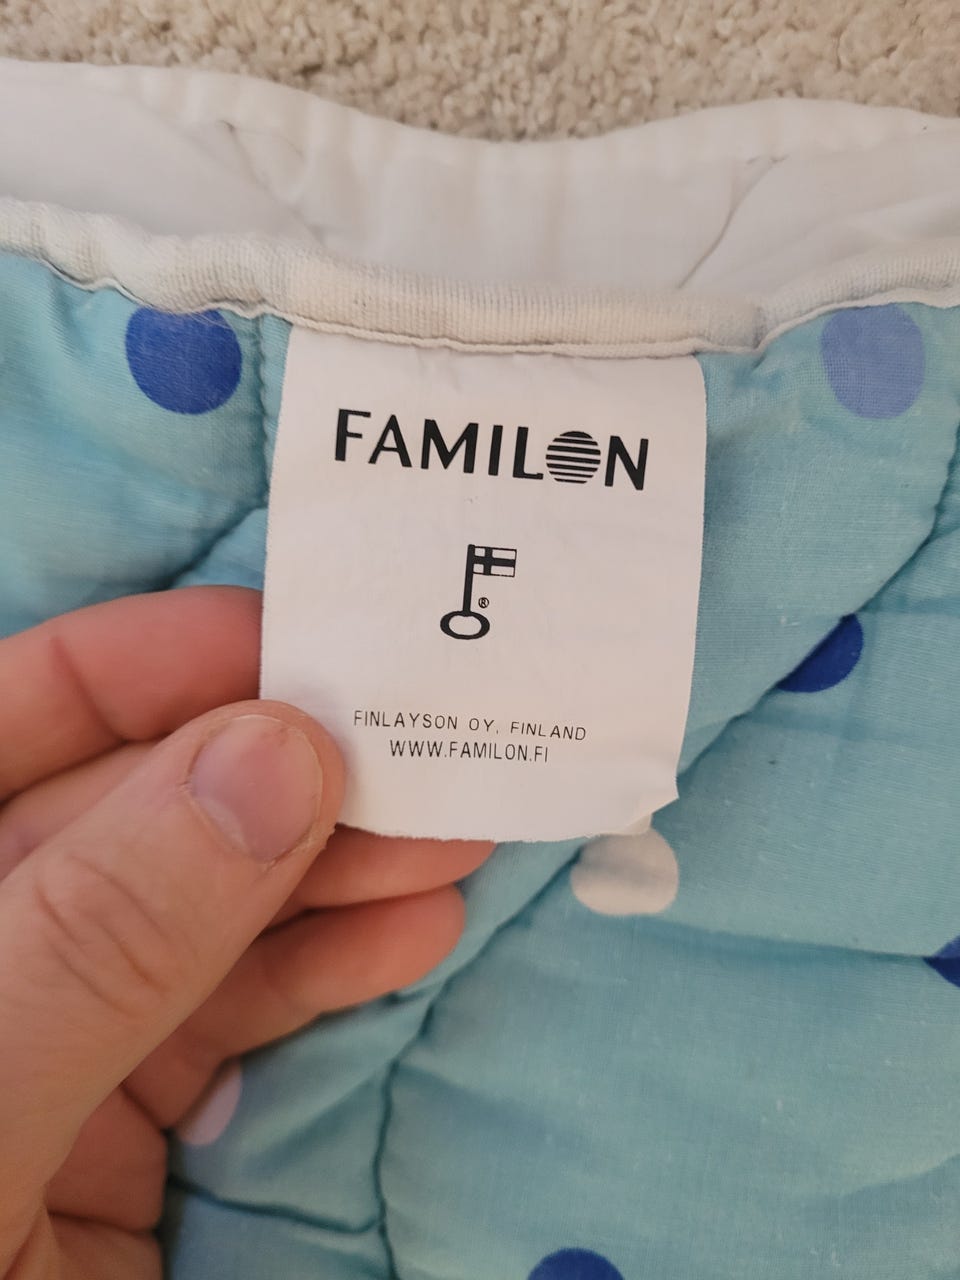 FAMILON
®
FINLAYSON OY, FINLAND
WWW.FAMILON.FI